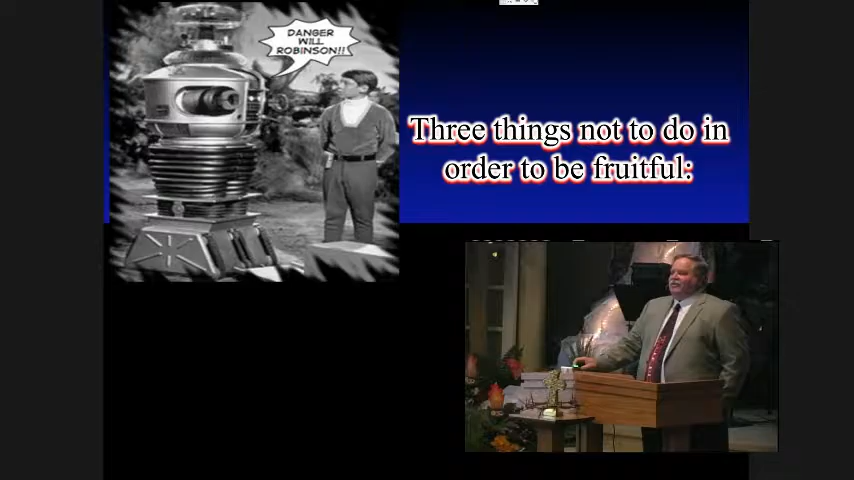 DANGER
WILL
ROBINSON!!
Three things not to do in
order to be fruitful: